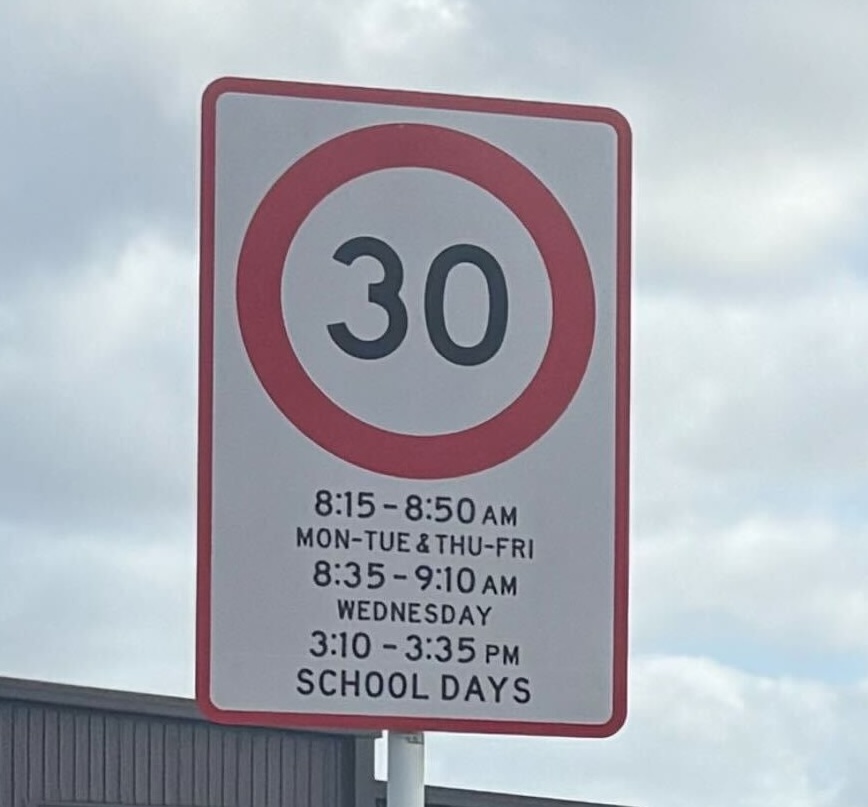 30
8:15-8:50 AM
MON-TUE & THU-FRI
8:35-9:10 AM
WEDNESDAY
3:10-3:35 PM
SCHOOL DAYS